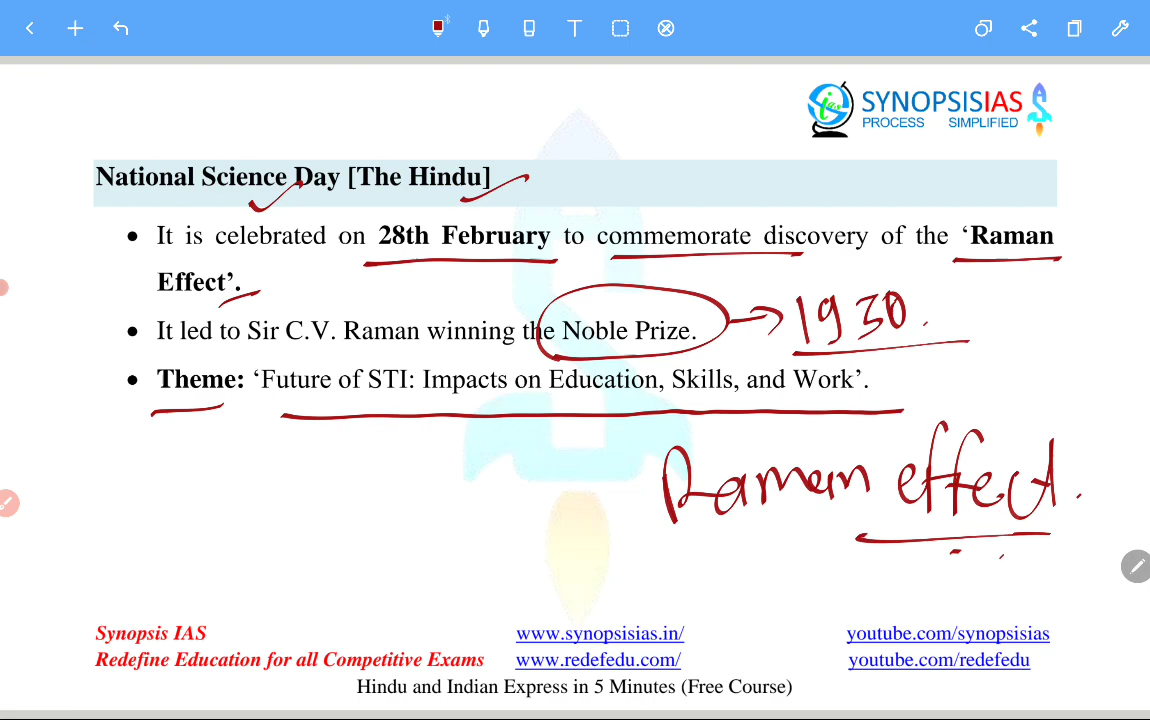 SYNOPSISIAS
PROCESS SIMPLIFIED
National Science Day [The Hindu]
• It is celebrated on 28th February to commemorate discovery of the ‘Raman
Effect’.
• It led to Sir C.V. Raman winning the Noble Prize. → 1930.
• Theme: ‘Future of STI: Impacts on Education, Skills, and Work’.
Raman effect.
Synopsis IAS www.synopsisias.in/ youtube.com/synopsisias
Redefine Education for all Competitive Exams www.redefedu.com/ youtube.com/redefedu
Hindu and Indian Express in 5 Minutes (Free Course)